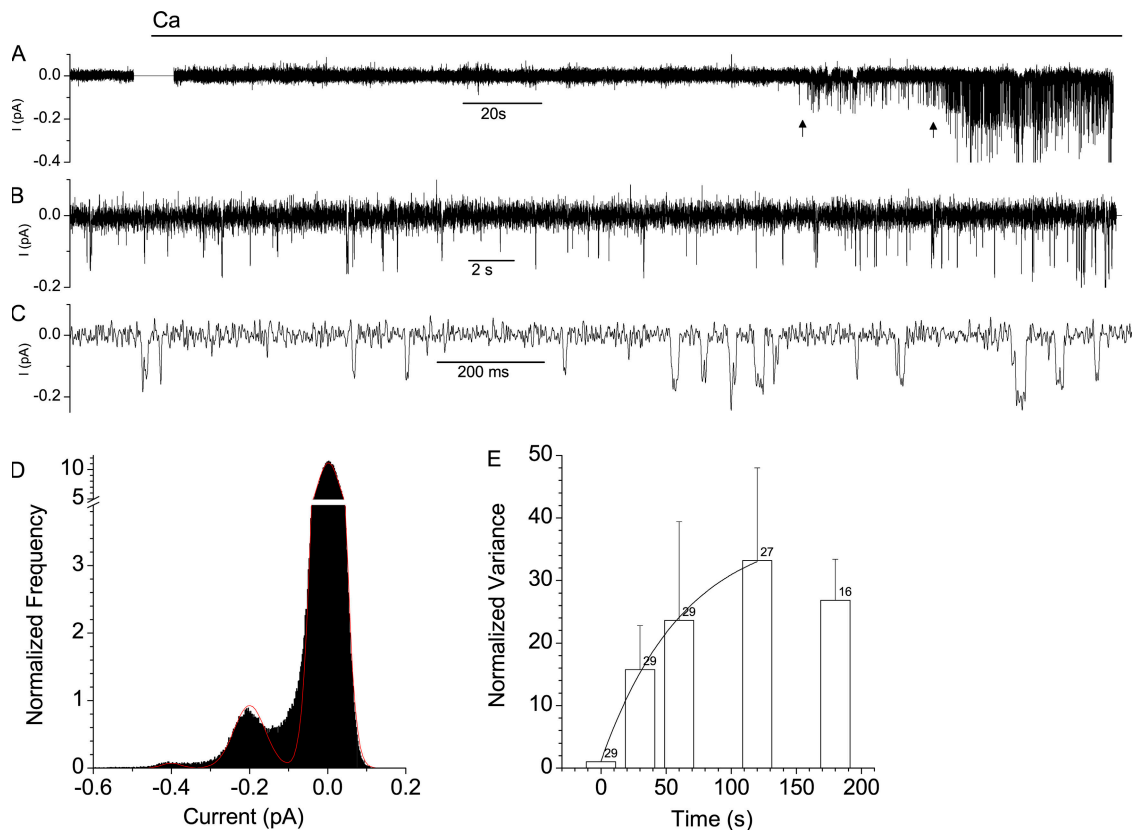 Ca
A
0.0
-0.2
-0.4
I (pA)
20s
B
0.0
-0.2
I (pA)
2 s
C
0.0
-0.2
I (pA)
200 ms
D
10
5
3
2
1
0
Normalized Frequency
-0.6 -0.4 -0.2 0.0 0.2
Current (pA)
E
50
40
30
20
10
0
Normalized Variance
29
29
29
27
16
0 50 100 150 200
Time (s)